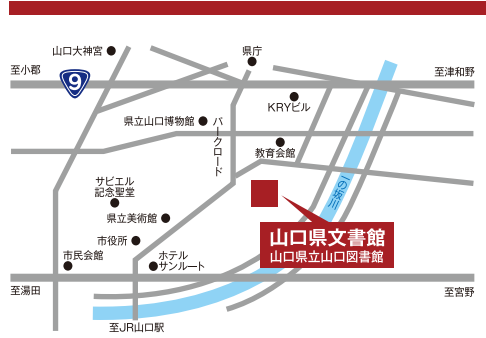 山口大神宮
県庁
至小郡
至津和野
9
KRYビル
県立山口博物館
パークロード
教育会館
サビエル
記念聖堂
一の坂川
県立美術館
山口県文書館
山口県立山口図書館
市役所
市民会館
ホテル
サンルート
至湯田
至宮野
至JR山口駅